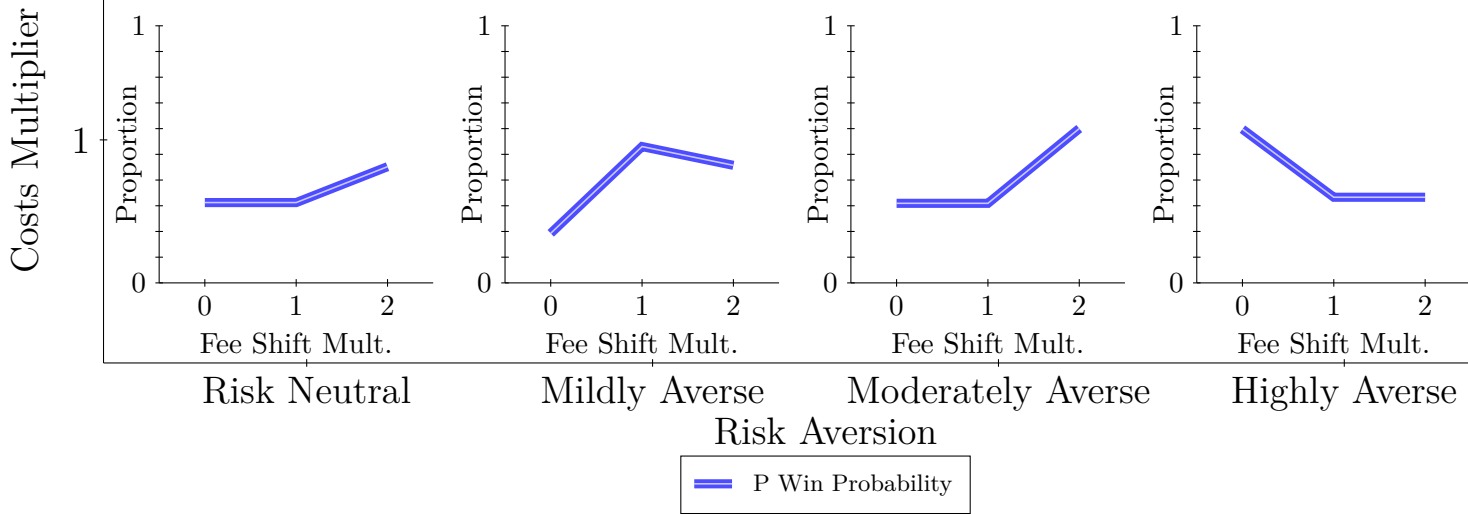 Costs Multiplier
1
1
Proportion
0
0 1 2
Fee Shift Mult.
1
Proportion
0
0 1 2
Fee Shift Mult.
1
Proportion
0
0 1 2
Fee Shift Mult.
1
Proportion
0
0 1 2
Fee Shift Mult.
Risk Neutral
Mildly Averse
Moderately Averse
Highly Averse
Risk Aversion
P Win Probability